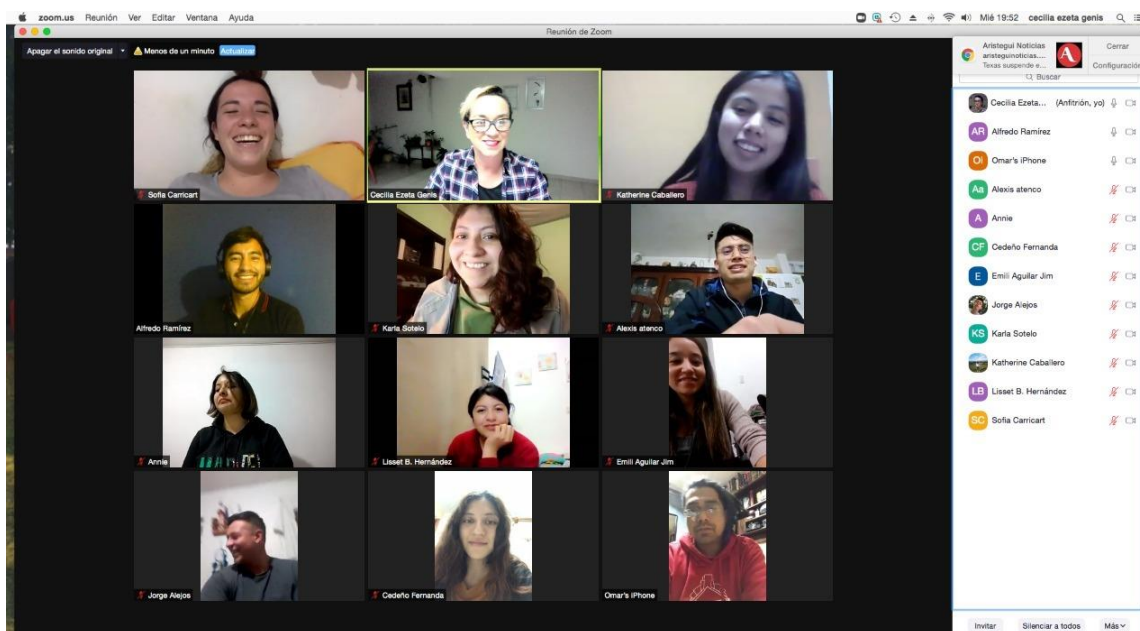 zoom.us Reunión Ver Editar Ventana Ayuda
Mié 19:52 cecilia ezeta genis
Reunión de Zoom
Apagar el sonido original
Menos de un minuto Actualizar
Aristegui Noticias
aristeguinoticias....
Texas suspende e...
Cerrar
Configuración
Buscar
Sofia Carricart
Cecilia Ezeta Genis
Katherine Caballero
Alfredo Ramírez
Karla Sotelo
Alexis atenco
Annie
Lisset B. Hernández
Emili Aguilar Jim
Jorge Alejos
Cedeño Fernanda
Omar's iPhone
Cecilia Ezeta... (Anfitrión, yo)
AR Alfredo Ramírez
Oi Omar's iPhone
Aa Alexis atenco
A Annie
CF Cedeño Fernanda
E Emili Aguilar Jim
Jorge Alejos
KS Karla Sotelo
Katherine Caballero
LB Lisset B. Hernández
SC Sofia Carricart
Invitar Silenciar a todos Más